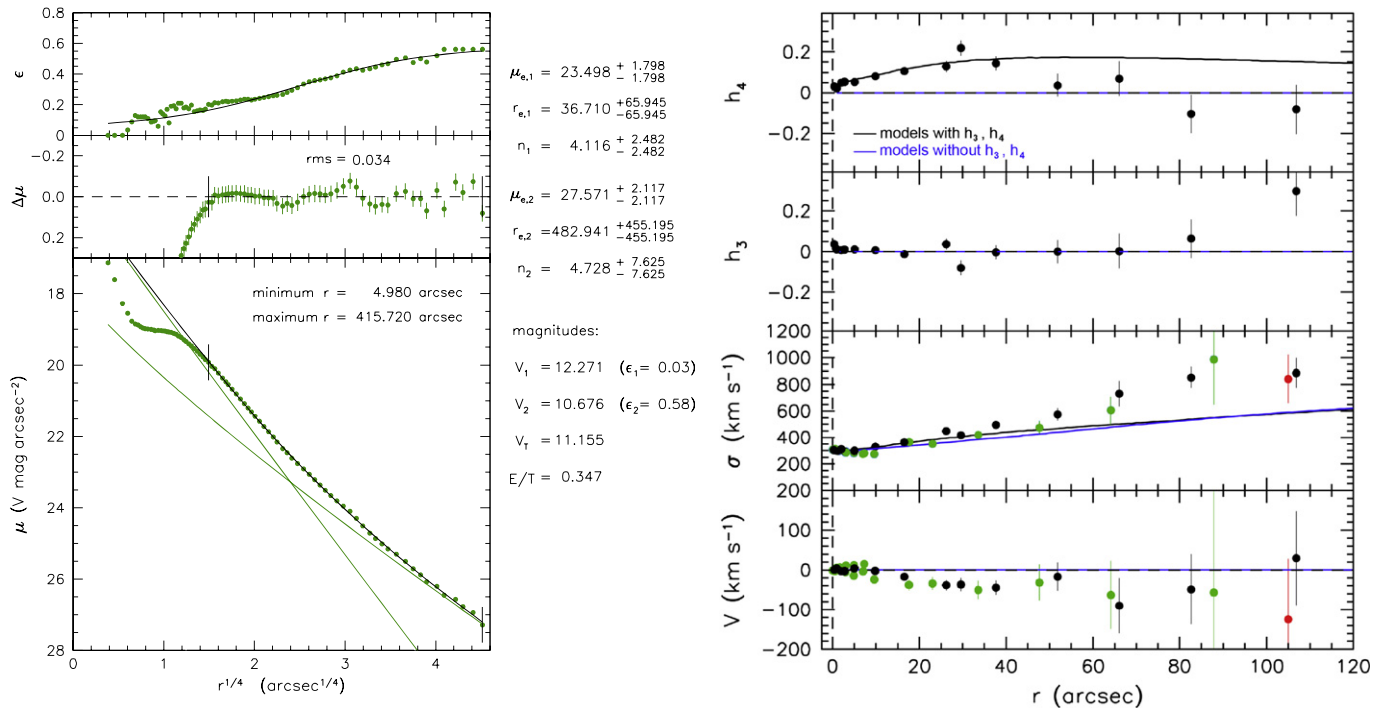 0.8
0.6
0.4
0.2
0
ϵ
−0.2
0.0
0.2
Δμ
rms = 0.034
18
20
22
24
26
28
μ (V mag arcsec−2)
minimum r = 4.980 arcsec
maximum r = 415.720 arcsec
0 1 2 3 4
r1/4 (arcsec1/4)
μe,1 = 23.498 + 1.798 − 1.798
re,1 = 36.710 +65.945 −65.945
n1 = 4.116 + 2.482 − 2.482
μe,2 = 27.571 + 2.117 − 2.117
re,2 =482.941 +455.195 −455.195
n2 = 4.728 + 7.625 − 7.625
magnitudes:
V1 = 12.271 (ϵ1 = 0.03)
V2 = 10.676 (ϵ2 = 0.58)
VT = 11.155
E/T = 0.347
0.2
0
−0.2
h4
models with h3, h4
models without h3, h4
0.2
0
−0.2
h3
1200
1000
800
600
400
200
σ (km s−1)
200
100
0
−100
−200
V (km s−1)
0 20 40 60 80 100 120
r (arcsec)